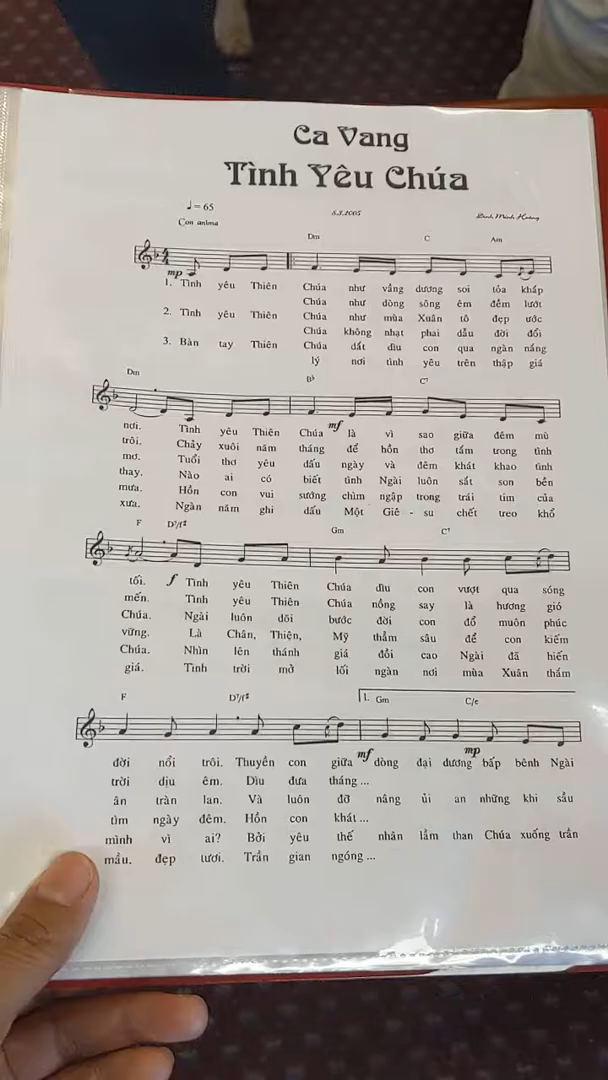 Ca Vang
Tình Yêu Chúa
♩ = 65
5.3.2005
Đinh Minh Hoàng
Con anima
Dm C Am
mp
1. Tình yêu Thiên Chúa như vầng dương soi tỏa khắp
Chúa như dòng sông êm đềm lướt
2. Tình yêu Thiên Chúa như mùa Xuân tô đẹp ước
Chúa không nhạt phai dẫu đời đổi
3. Bàn tay Thiên Chúa dắt dìu con qua ngàn nắng
lý nơi tình yêu trên thập giá
Dm B♭ C7
mf
nơi. Tình yêu Thiên Chúa là vì sao giữa đêm mù
trôi. Chảy xuôi năm tháng để hồn thơ tắm trong tình
mơ. Tuổi thơ yêu dấu ngày và đêm khát khao tình
thay. Nào ai có biết tình Ngài luôn sắt son bền
mưa. Hồn con vui sướng chìm ngập trong trái tim của
xưa. Ngàn năm ghi dấu Một Giê - su chết treo khổ
F D7/f# Gm C7
f
tối. Tình yêu Thiên Chúa dìu con vượt qua sóng
mến. Tình yêu Thiên Chúa nồng say là hương gió
Chúa. Ngài luôn dõi bước đời con đổ muôn phúc
vững. Là Chân, Thiện, Mỹ thẳm sâu để con kiếm
Chúa. Nhìn lên thánh giá đồi cao Ngài đã hiến
giá. Tình trời mở lối ngàn nơi mùa Xuân thắm
F D7/f# 1. Gm C/e
mf mp
đời nổi trôi. Thuyền con giữa dòng đại dương bấp bênh Ngài
trời dịu êm. Dìu đưa tháng ...
ân tràn lan. Và luôn đỡ nâng ủi an những khi sầu
tìm ngày đêm. Hồn con khát ...
mình vì ai? Bởi yêu thế nhân lầm than Chúa xuống trần
mầu. đẹp tươi. Trần gian ngóng ...